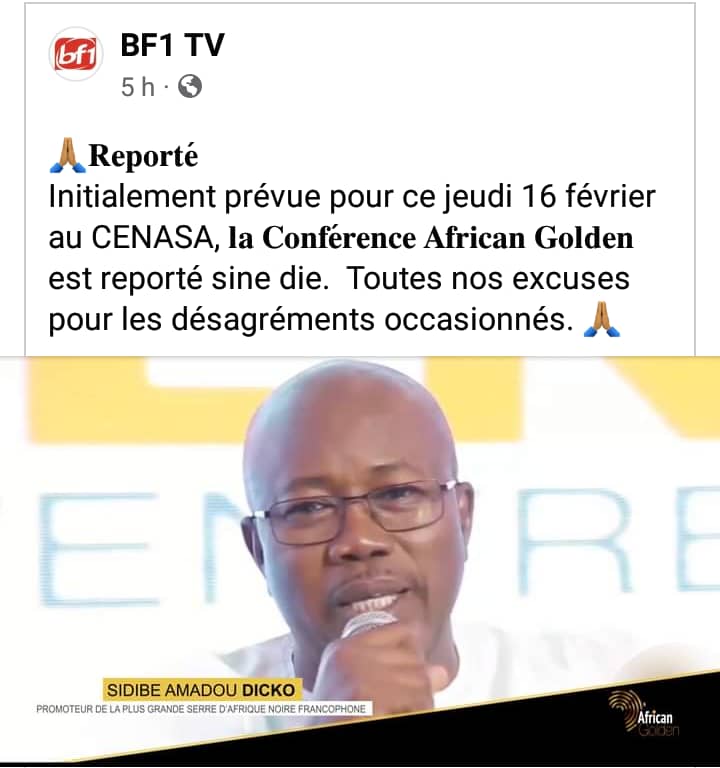 bf1
BF1 TV
5 h ·
🙏🏾Reporté
Initialement prévue pour ce jeudi 16 février
au CENASA, la Conférence African Golden
est reporté sine die. Toutes nos excuses
pour les désagréments occasionnés. 🙏🏾
ENTRE
SIDIBE AMADOU DICKO
PROMOTEUR DE LA PLUS GRANDE SERRE D'AFRIQUE NOIRE FRANCOPHONE
African
Golden